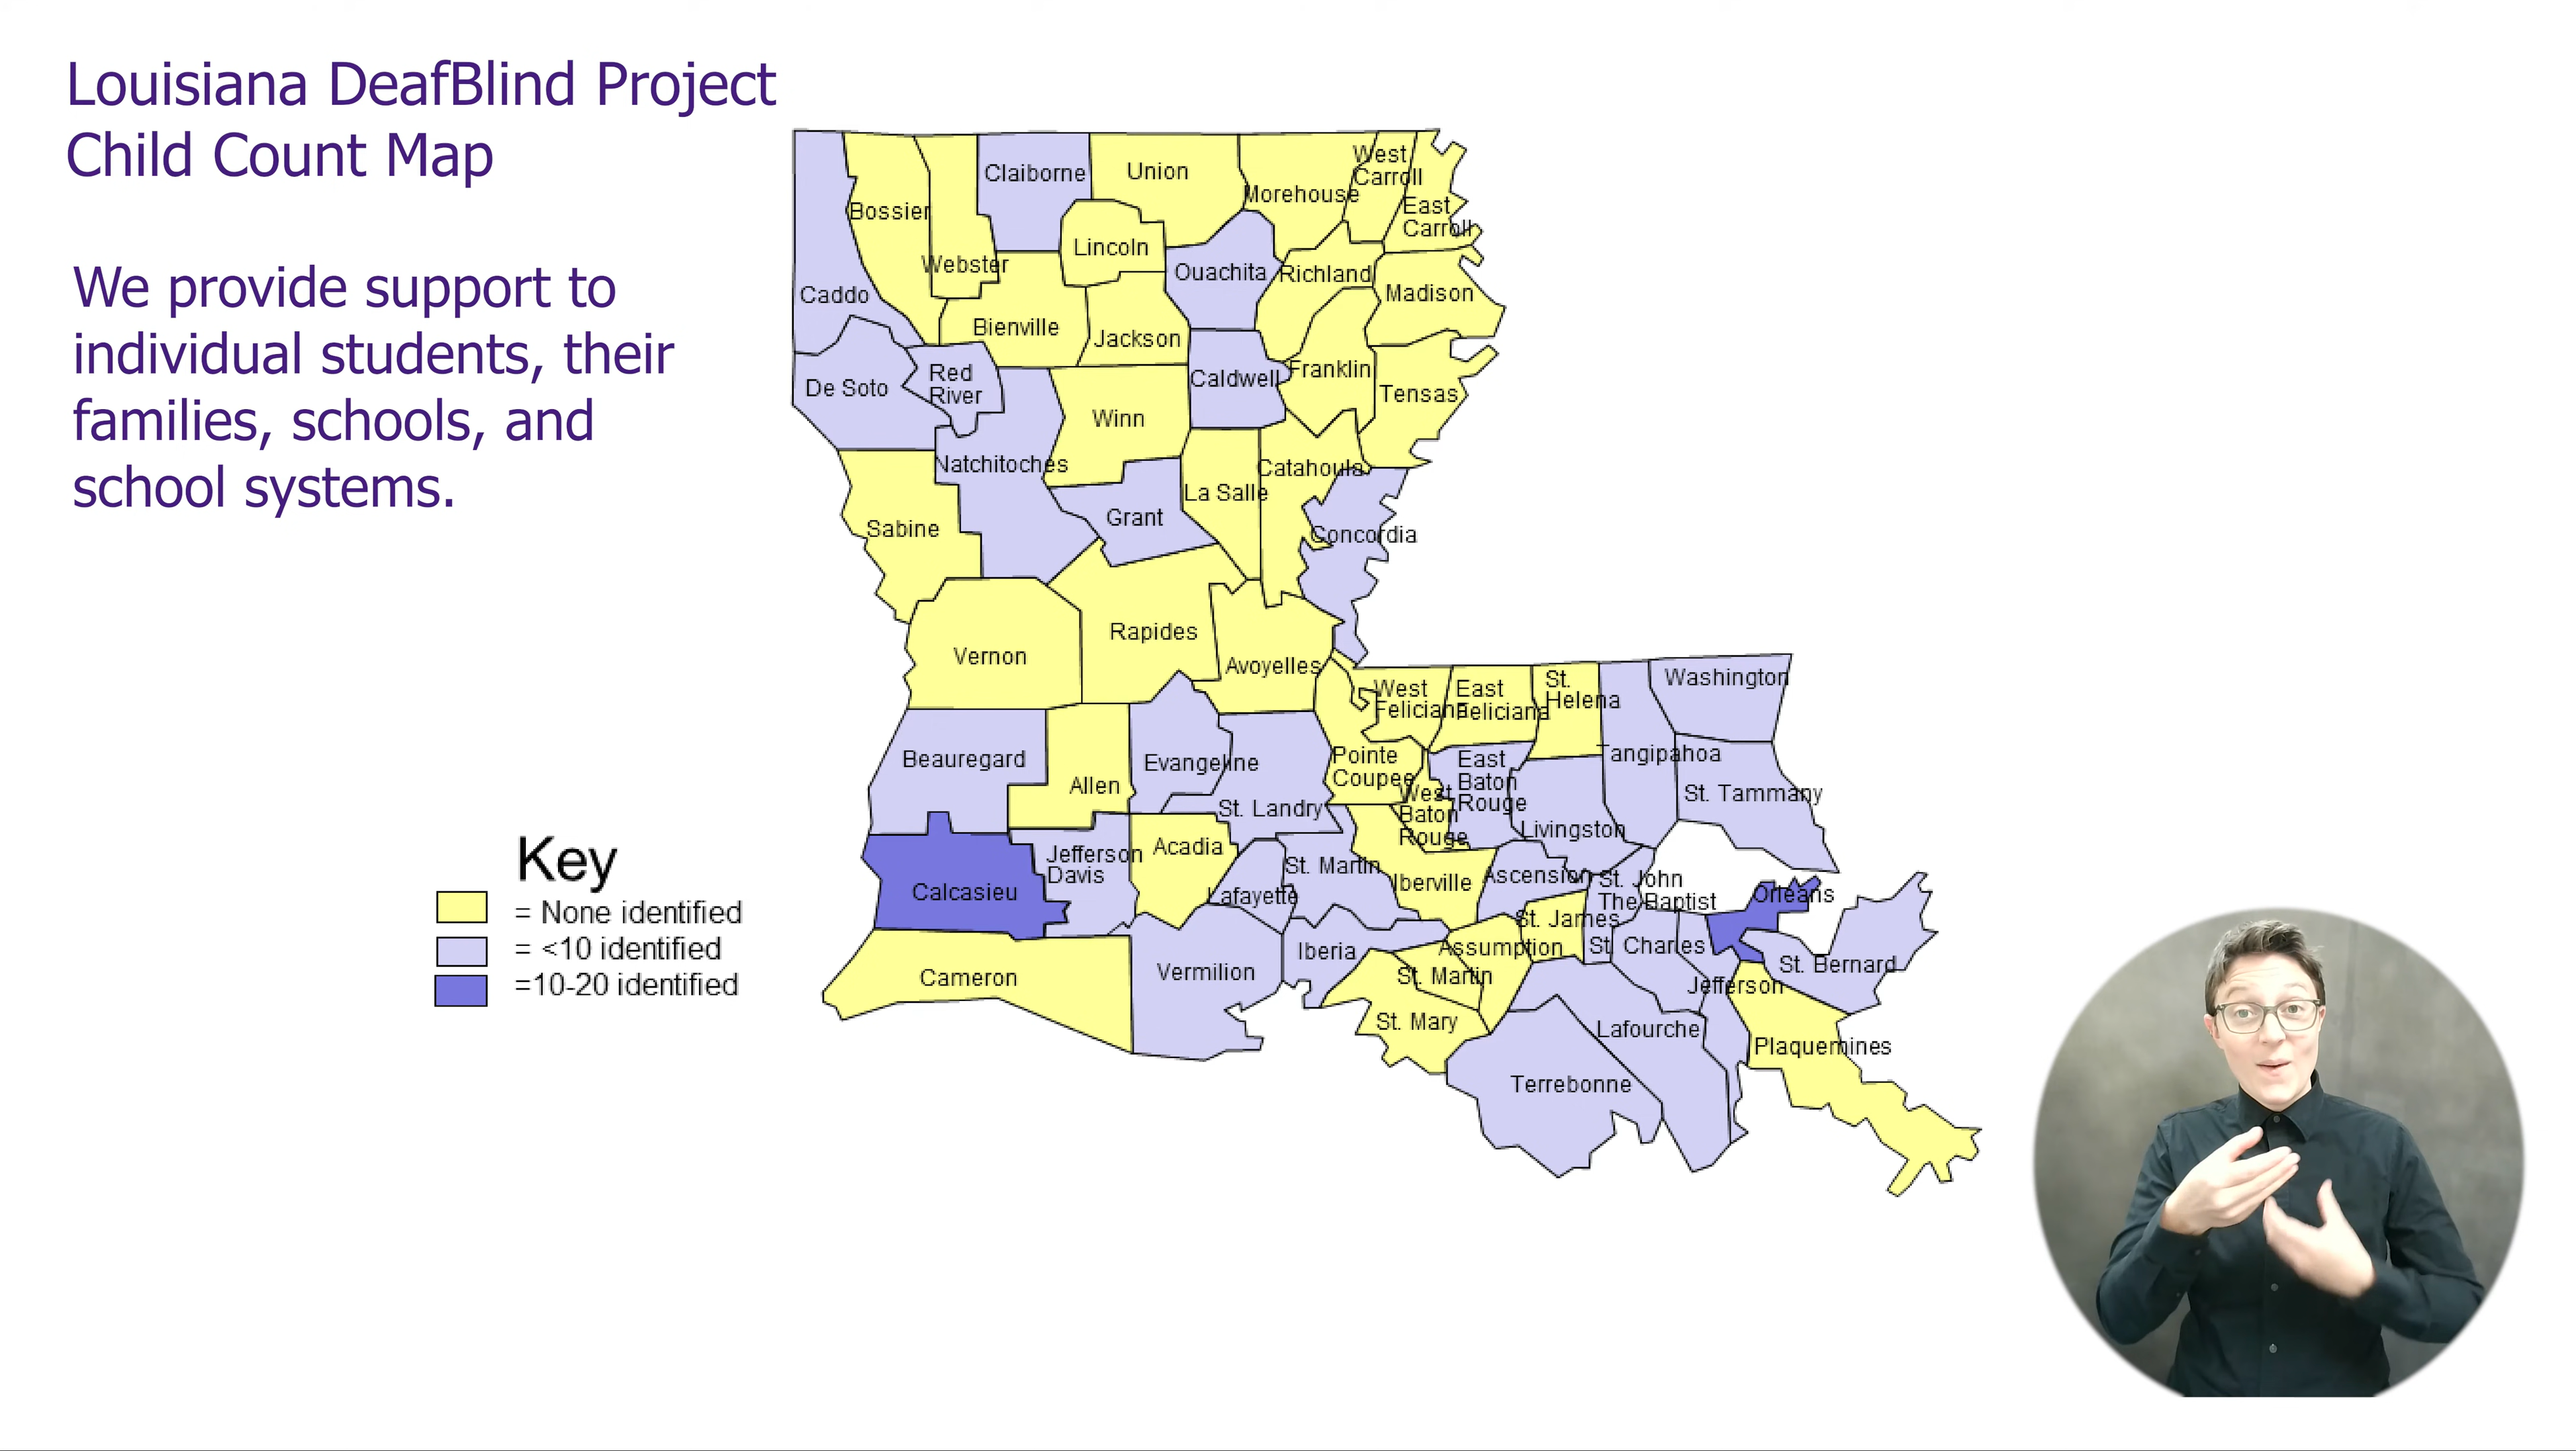 Louisiana DeafBlind Project
Child Count Map
We provide support to
individual students, their
families, schools, and
school systems.
Key
= None identified
= <10 identified
=10-20 identified
Claiborne
Union
West
Carroll
Morehouse
Bossier
East
Carroll
Lincoln
Webster
Ouachita
Richland
Caddo
Madison
Bienville
Jackson
Red
River
De Soto
Caldwell
Franklin
Tensas
Winn
Natchitoches
Catahoula
La Salle
Grant
Sabine
Concordia
Rapides
Vernon
Avoyelles
West
Feliciana
East
Feliciana
St.
Helena
Washington
Beauregard
Evangeline
Allen
Pointe
Coupee
East
Baton
Rouge
Tangipahoa
St. Tammany
West
Baton
Rouge
St. Landry
Livingston
Jefferson
Davis
Acadia
St. Martin
Iberville
Ascension
St. John
The Baptist
Orleans
Calcasieu
Lafayette
St. James
Assumption
St. Charles
Iberia
St. Bernard
Cameron
Vermilion
St. Martin
Jefferson
St. Mary
Lafourche
Plaquemines
Terrebonne